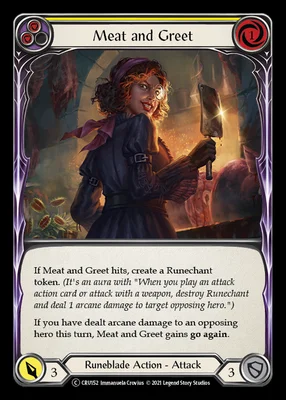 Meat and Greet
1
If Meat and Greet hits, create a Runechant
token. (It's an aura with "When you play an attack
action card or attack with a weapon, destroy Runechant
and deal 1 arcane damage to target opposing hero.")
If you have dealt arcane damage to an opposing
hero this turn, Meat and Greet gains go again.
3
Runeblade Action - Attack
3
C CRU152 Immanuela Crovius © 2021 Legend Story Studios